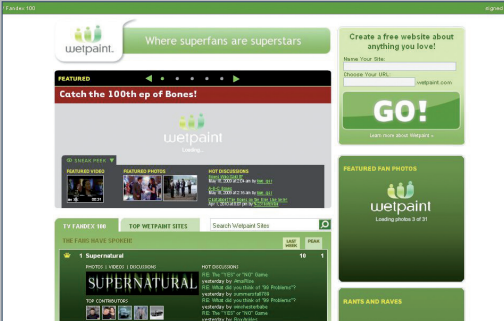 Fandex 100
signed
wetpaint.
Where superfans are superstars
FEATURED
Catch the 100th ep of Bones!
wetpaint
Loading...
SNEAK PEEK
FEATURED VIDEO
FEATURED PHOTOS
HOT DISCUSSIONS
Create a free website about
anything you love!
Name Your Site:
Choose Your URL:
.wetpaint.com
GO!
Learn more about Wetpaint »
FEATURED FAN PHOTOS
wetpaint
Loading photos 3 of 31
RANTS AND RAVES
TV FANDEX 100
TOP WETPAINT SITES
Search Wetpaint Sites
THE FANS HAVE SPOKEN!
LAST WEEK
PEAK
1 Supernatural
10
1
PHOTOS | VIDEOS | DISCUSSIONS
SUPERNATURAL
TOP CONTRIBUTORS
HOT DISCUSSIONS
RE: The "YES" or "NO" Game
yesterday by
RE: What did you think of "99 Problems"?
yesterday by
RE: What did you think of "99 Problems"?
yesterday by
RE: The "YES" or "NO" Game
yesterday by